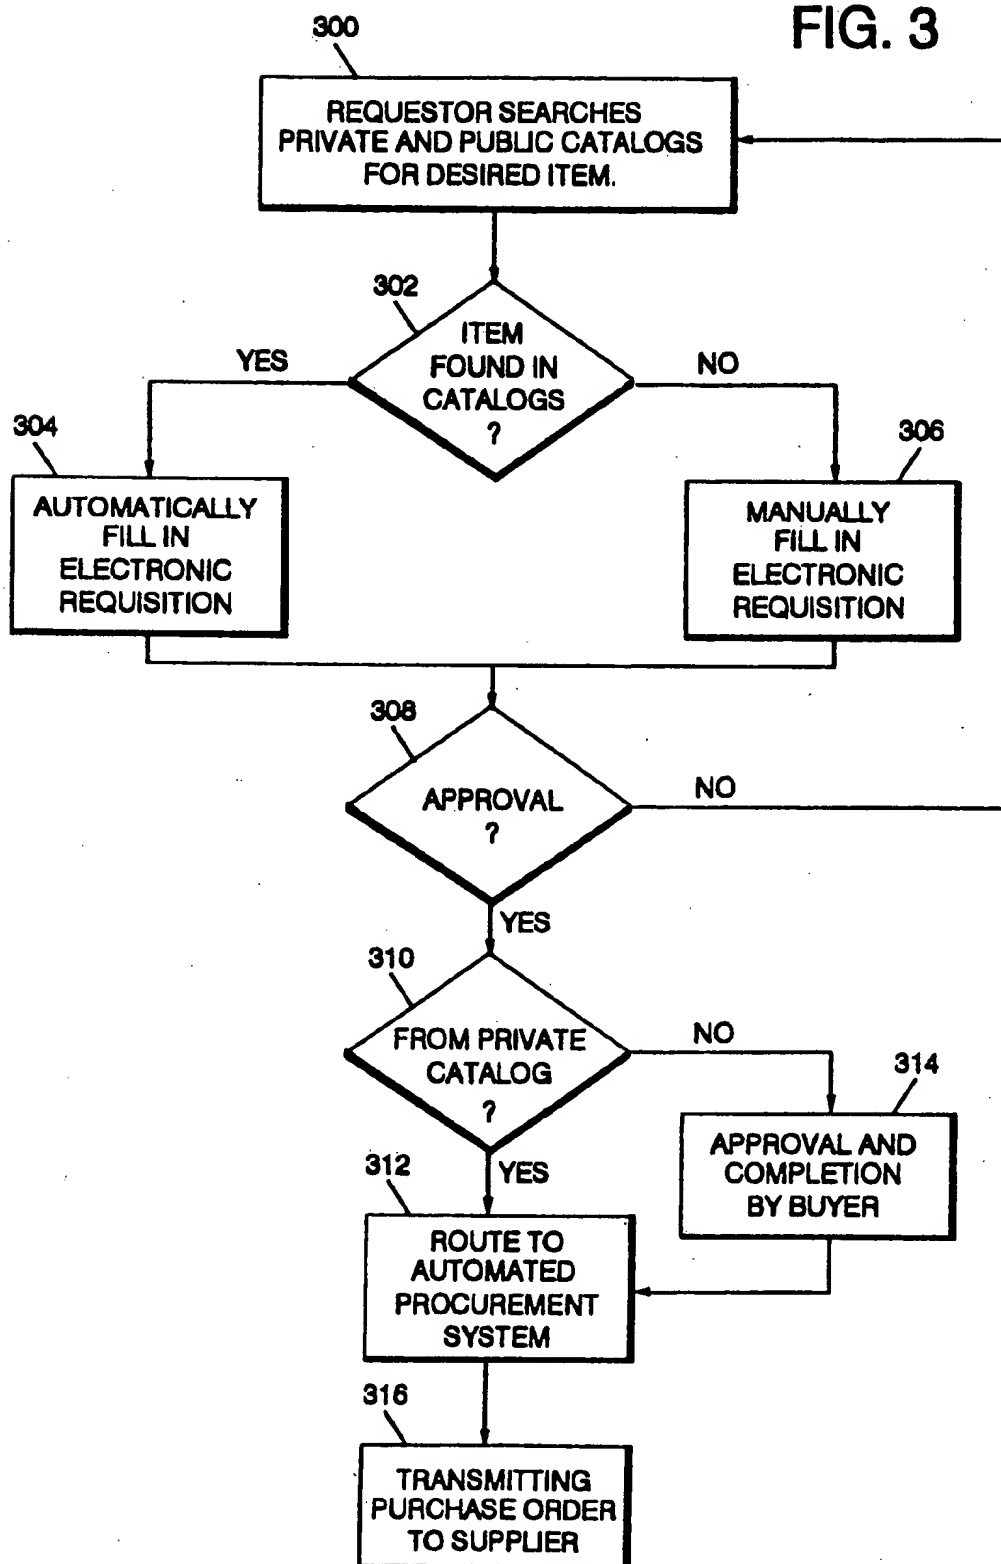 FIG. 3
300
REQUESTOR SEARCHES
PRIVATE AND PUBLIC CATALOGS
FOR DESIRED ITEM.
302
ITEM
FOUND IN
CATALOGS
?
YES
NO
304
AUTOMATICALLY
FILL IN
ELECTRONIC
REQUISITION
306
MANUALLY
FILL IN
ELECTRONIC
REQUISITION
308
APPROVAL
?
NO
YES
310
FROM PRIVATE
CATALOG
?
NO
YES
314
APPROVAL AND
COMPLETION
BY BUYER
312
ROUTE TO
AUTOMATED
PROCUREMENT
SYSTEM
316
TRANSMITTING
PURCHASE ORDER
TO SUPPLIER